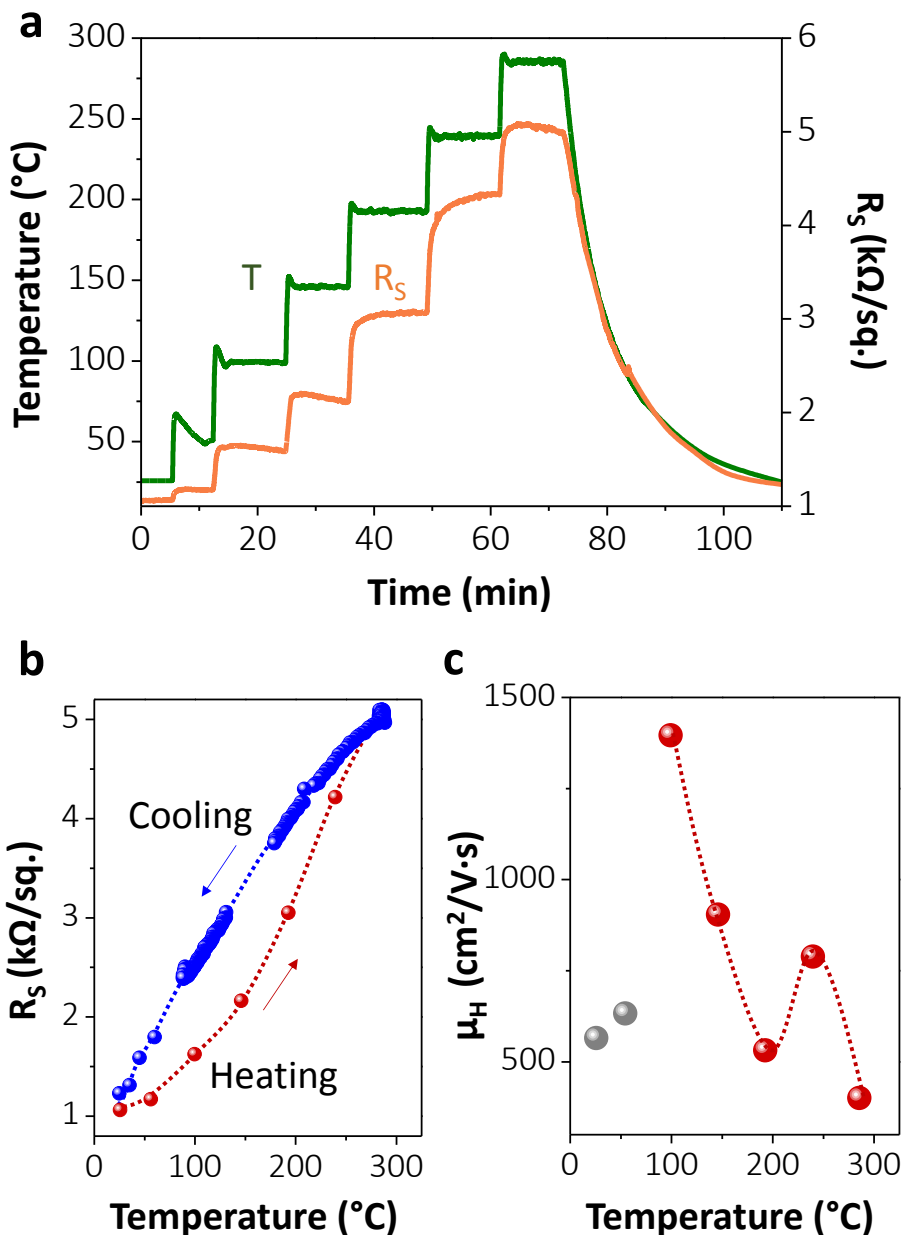 a
300
250
200
150
100
50
Temperature (°C)
6
5
4
3
2
1
R_S (kΩ/sq.)
T
R_S
0
20
40
60
80
100
Time (min)
b
5
4
3
2
1
R_S (kΩ/sq.)
Cooling
Heating
0
100
200
300
Temperature (°C)
c
1500
1000
500
μ_H (cm²/V·s)
0
100
200
300
Temperature (°C)